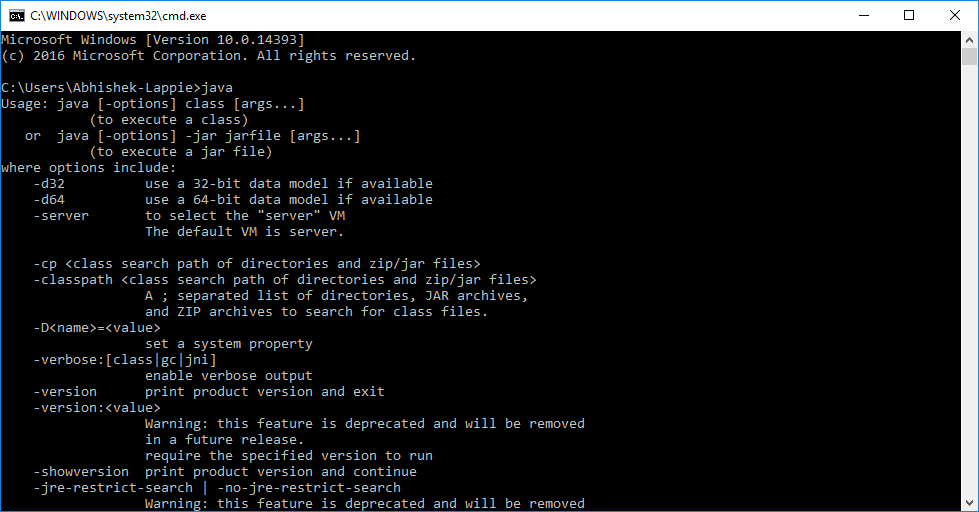 C:\WINDOWS\system32\cmd.exe
Microsoft Windows [Version 10.0.14393]
(c) 2016 Microsoft Corporation. All rights reserved.

C:\Users\Abhishek-Lappie>java
Usage: java [-options] class [args...]
           (to execute a class)
   or  java [-options] -jar jarfile [args...]
           (to execute a jar file)
where options include:
    -d32          use a 32-bit data model if available
    -d64          use a 64-bit data model if available
    -server       to select the "server" VM
                  The default VM is server.

    -cp <class search path of directories and zip/jar files>
    -classpath <class search path of directories and zip/jar files>
                  A ; separated list of directories, JAR archives,
                  and ZIP archives to search for class files.
    -D<name>=<value>
                  set a system property
    -verbose:[class|gc|jni]
                  enable verbose output
    -version      print product version and exit
    -version:<value>
                  Warning: this feature is deprecated and will be removed
                  in a future release.
                  require the specified version to run
    -showversion  print product version and continue
    -jre-restrict-search | -no-jre-restrict-search
                  Warning: this feature is deprecated and will be removed